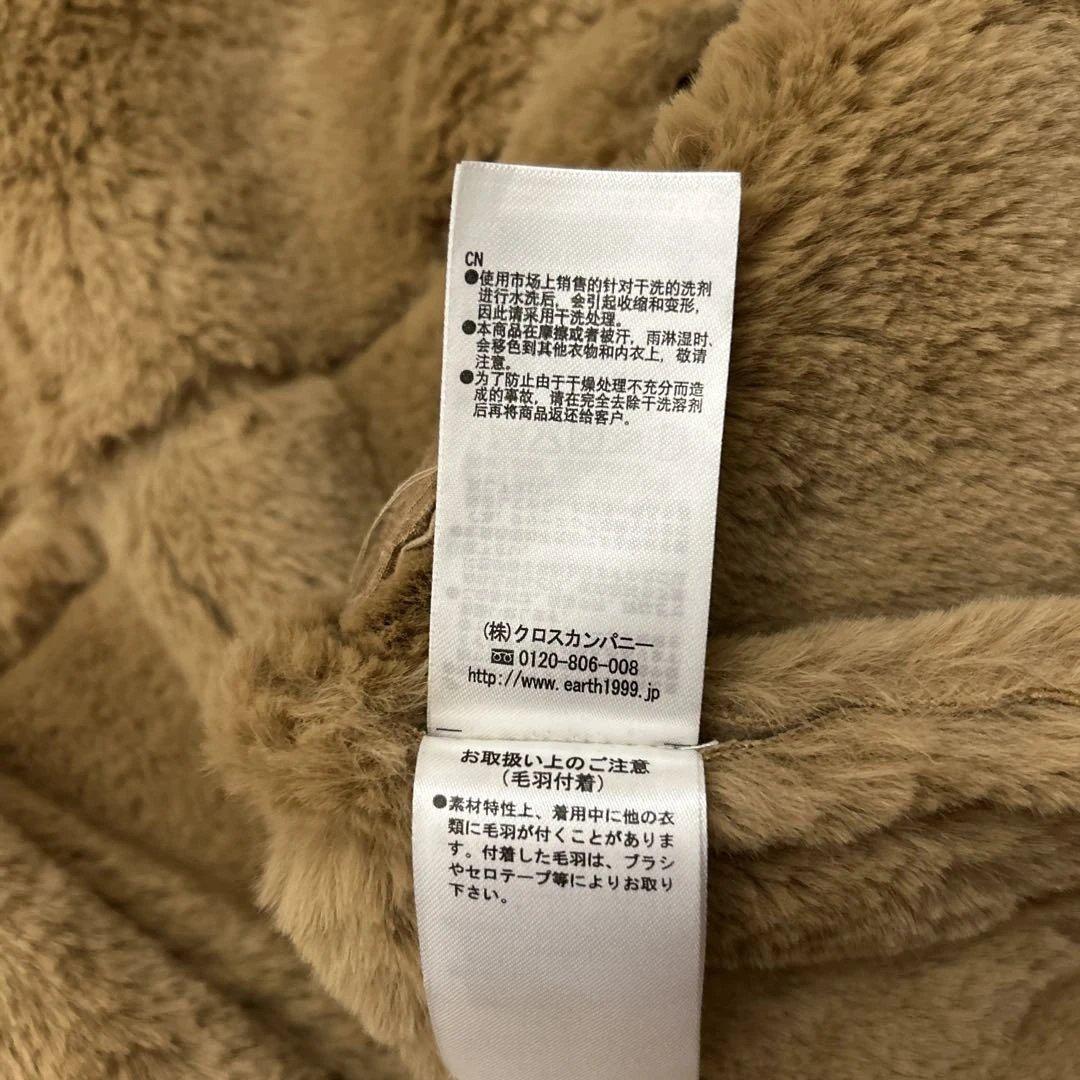 CN
●使用市场上销售的针对干洗的洗剂
进行水洗后，会引起收缩和变形，
因此请采用干洗处理。
●本商品在摩擦或者被汗，雨淋湿时、
会移色到其他衣物和内衣上，敬请
注意。
●为了防止由于干燥处理不充分而造
成的事故，请在完全去除干洗溶剂
后再将商品返还给客户。
(株)クロスカンパニー
0120-806-008
http://www.earth1999.jp
お取扱い上のご注意
（毛羽付着）
●素材特性上、着用中に他の衣
類に毛羽が付くことがありま
す。付着した毛羽は、ブラシ
やセロテープ等によりお取り
下さい。